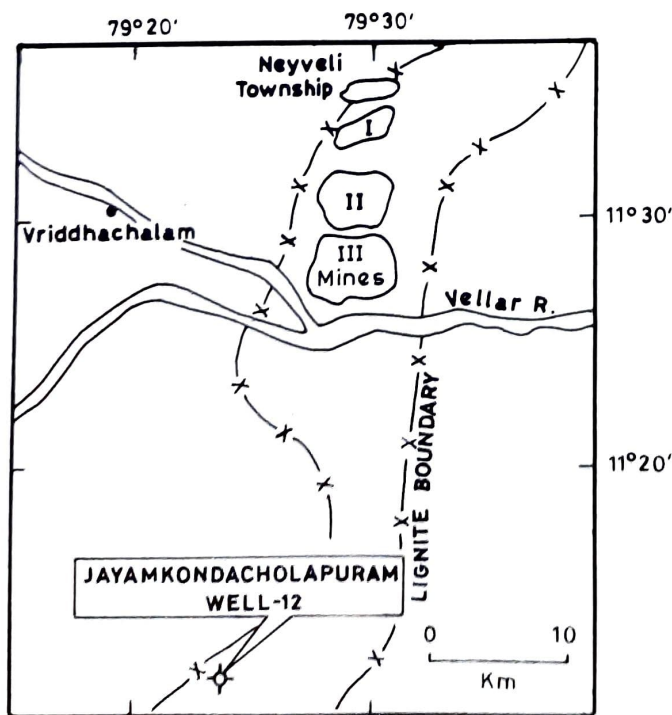 79° 20' 79° 30'
Neyveli
Township
I
II
III
Mines
11° 30'
Vriddhachalam
Vellar R.
11° 20'
LIGNITE BOUNDARY
JAYAMKONDACHOLAPURAM
WELL-12
0 10
Km